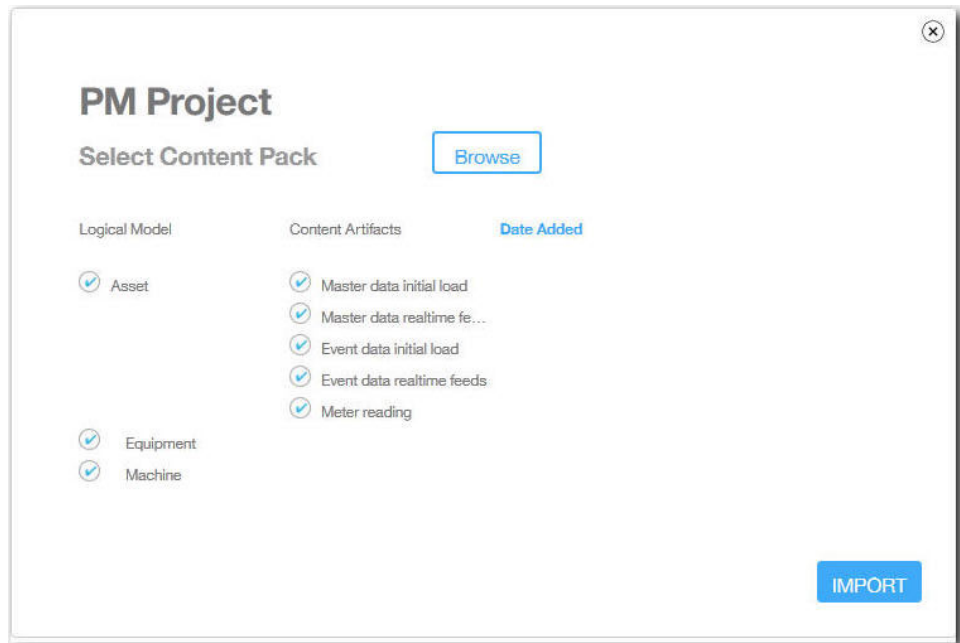 PM Project
Select Content Pack Browse
Logical Model Content Artifacts Date Added
Asset Master data initial load
Master data realtime fe...
Event data initial load
Event data realtime feeds
Meter reading
Equipment
Machine
IMPORT